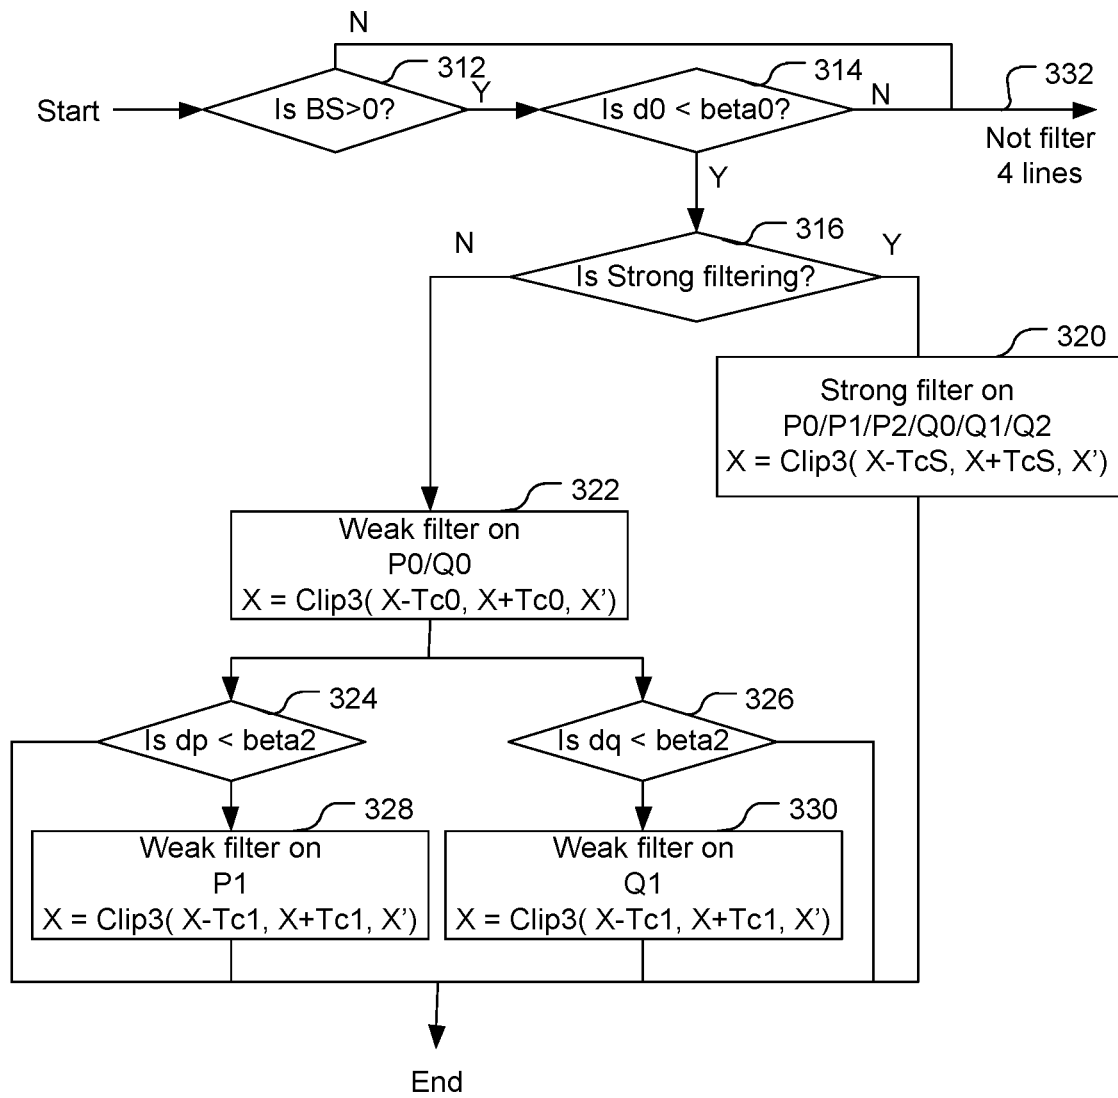 N
312
314
332
Start
Is BS>0?
Y
Is d0 < beta0?
N
Not filter
4 lines
Y
316
N
Y
Is Strong filtering?
320
Strong filter on
P0/P1/P2/Q0/Q1/Q2
X = Clip3( X-TcS, X+TcS, X’)
322
Weak filter on
P0/Q0
X = Clip3( X-Tc0, X+Tc0, X’)
324
326
Is dp < beta2
Is dq < beta2
328
330
Weak filter on
P1
X = Clip3( X-Tc1, X+Tc1, X’)
Weak filter on
Q1
X = Clip3( X-Tc1, X+Tc1, X’)
End